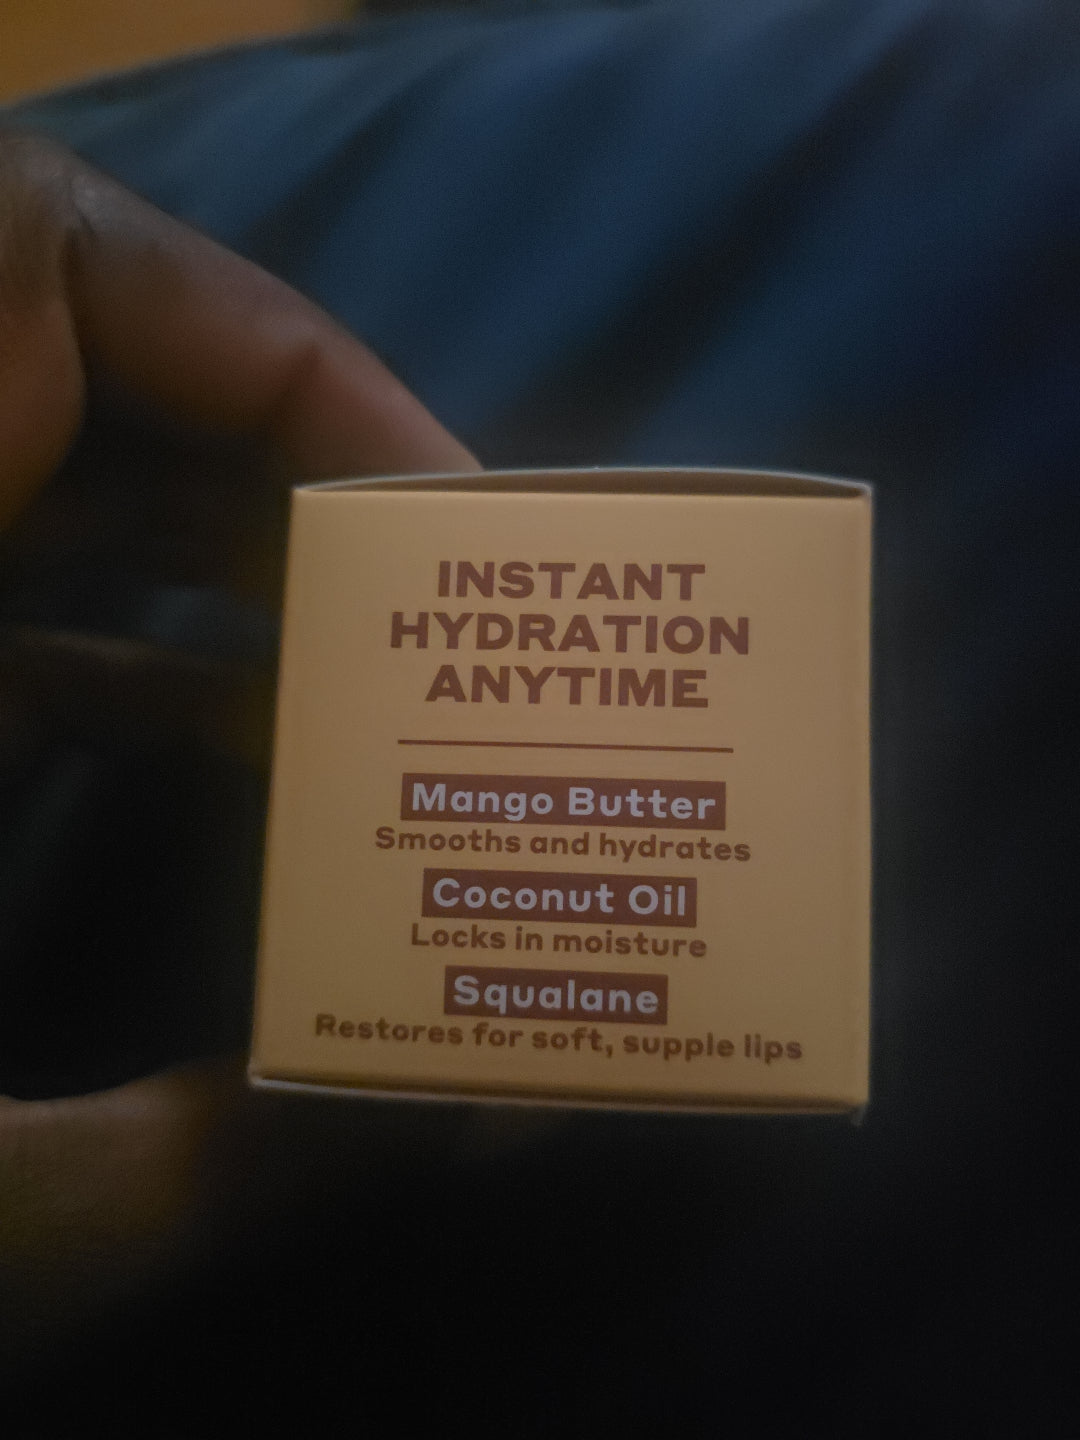 INSTANT
HYDRATION
ANYTIME
Mango Butter
Smooths and hydrates
Coconut Oil
Locks in moisture
Squalane
Restores for soft, supple lips